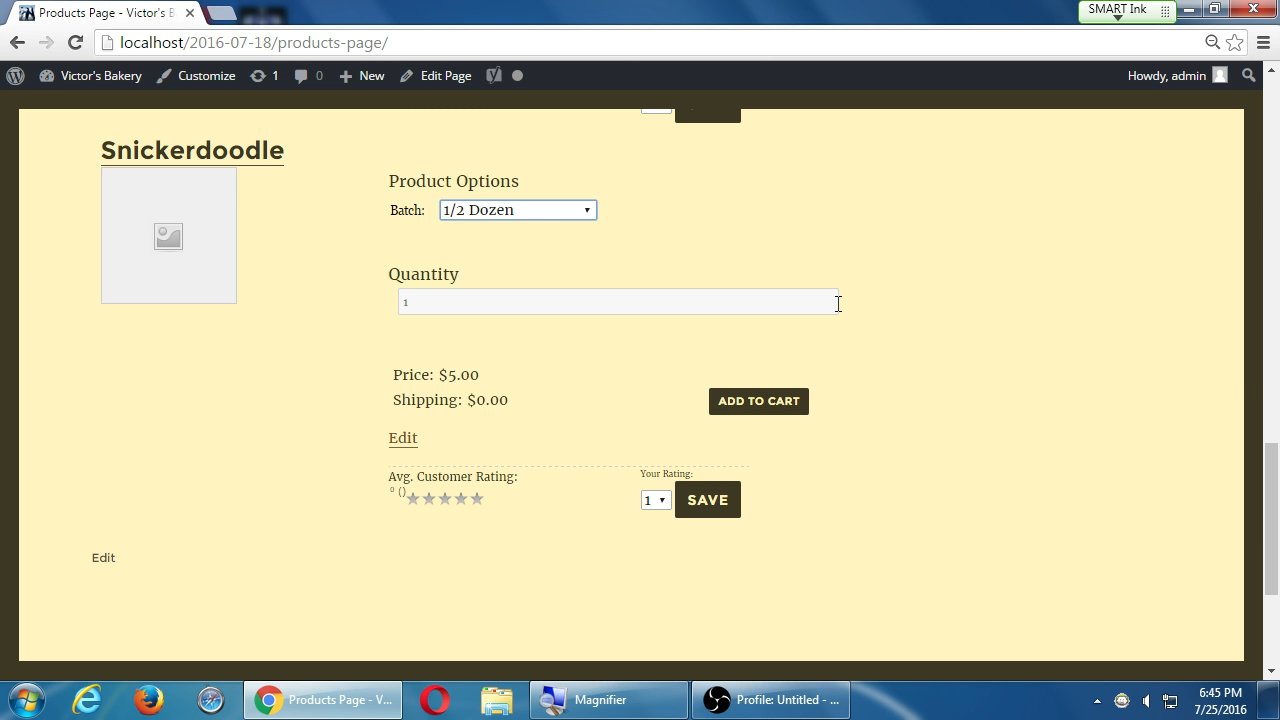 Products Page - Victor's B
SMART Ink
localhost/2016-07-18/products-page/
Victor's Bakery
Customize
1
0
New
Edit Page
Howdy, admin
Snickerdoodle
Product Options
Batch:
1/2 Dozen
Quantity
1
Price: $5.00
Shipping: $0.00
ADD TO CART
Edit
Avg. Customer Rating:
Your Rating:
0 ()
1
SAVE
Edit
Products Page - V...
Magnifier
Profile: Untitled - ...
6:45 PM
7/25/2016